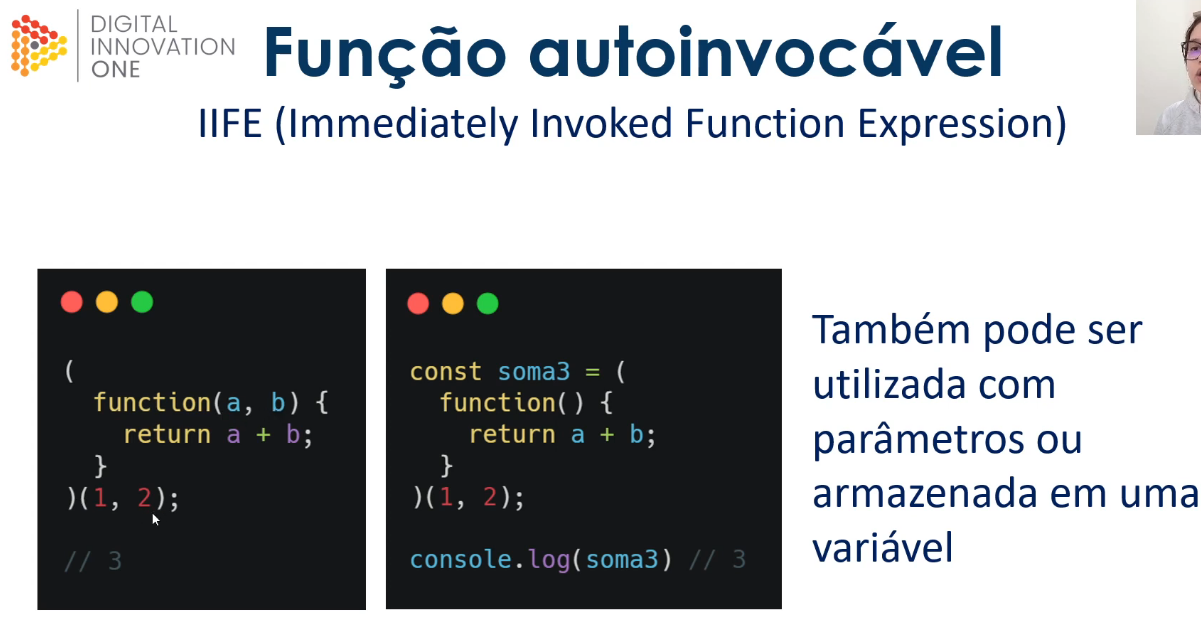 DIGITAL
INNOVATION
ONE
Função autoinvocável
IIFE (Immediately Invoked Function Expression)
(
function(a, b) {
return a + b;
}
)(1, 2);
// 3
const soma3 = (
function() {
return a + b;
}
)(1, 2);
console.log(soma3) // 3
Também pode ser
utilizada com
parâmetros ou
armazenada em uma
variável